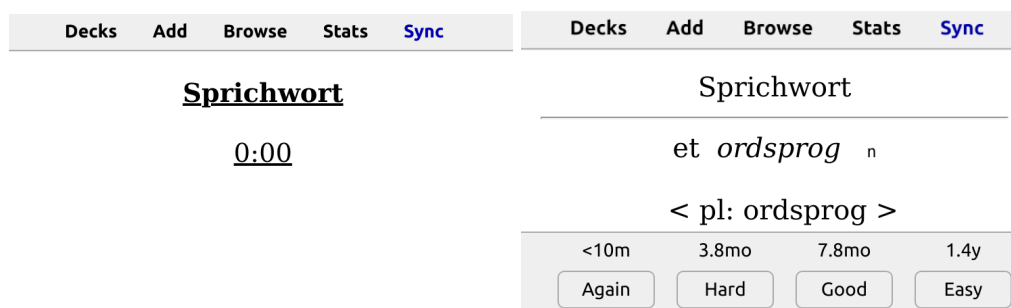 Decks Add Browse Stats Sync
Sprichwort
0:00
Decks Add Browse Stats Sync
Sprichwort
et ordsprog n
< pl: ordsprog >
<10m 3.8mo 7.8mo 1.4y
Again Hard Good Easy